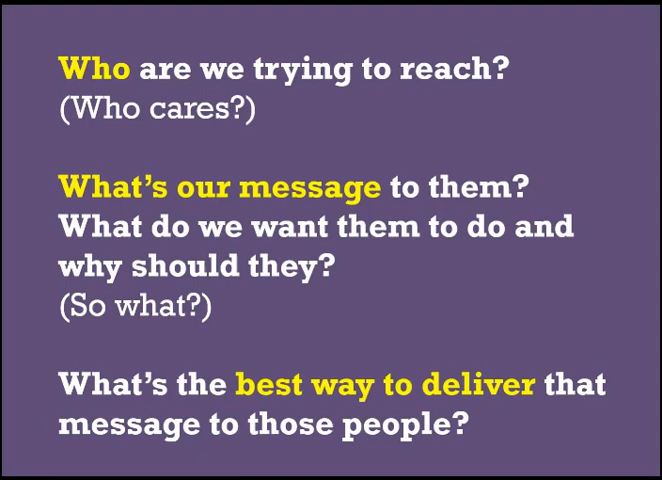 Who are we trying to reach?
(Who cares?)
What's our message to them?
What do we want them to do and
why should they?
(So what?)
What's the best way to deliver that
message to those people?